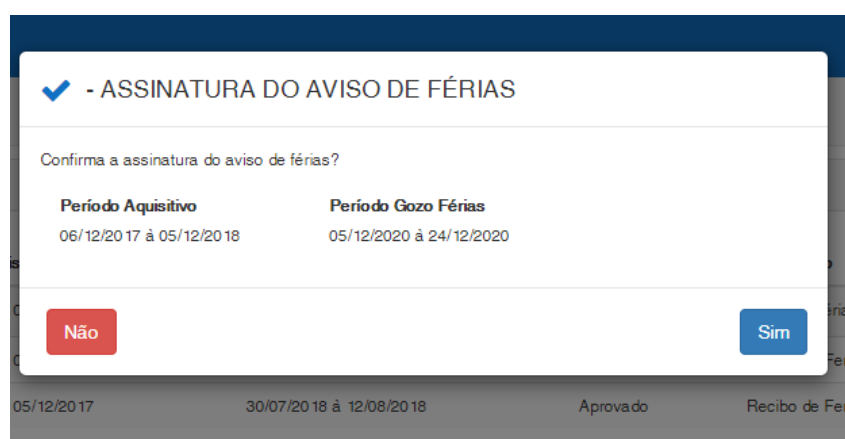 - ASSINATURA DO AVISO DE FÉRIAS
Confirma a assinatura do aviso de férias?
Período Aquisitivo Período Gozo Férias
06/12/2017 à 05/12/2018 05/12/2020 à 24/12/2020
Não Sim
05/12/2017 30/07/2018 à 12/08/2018 Aprovado Recibo de Fer